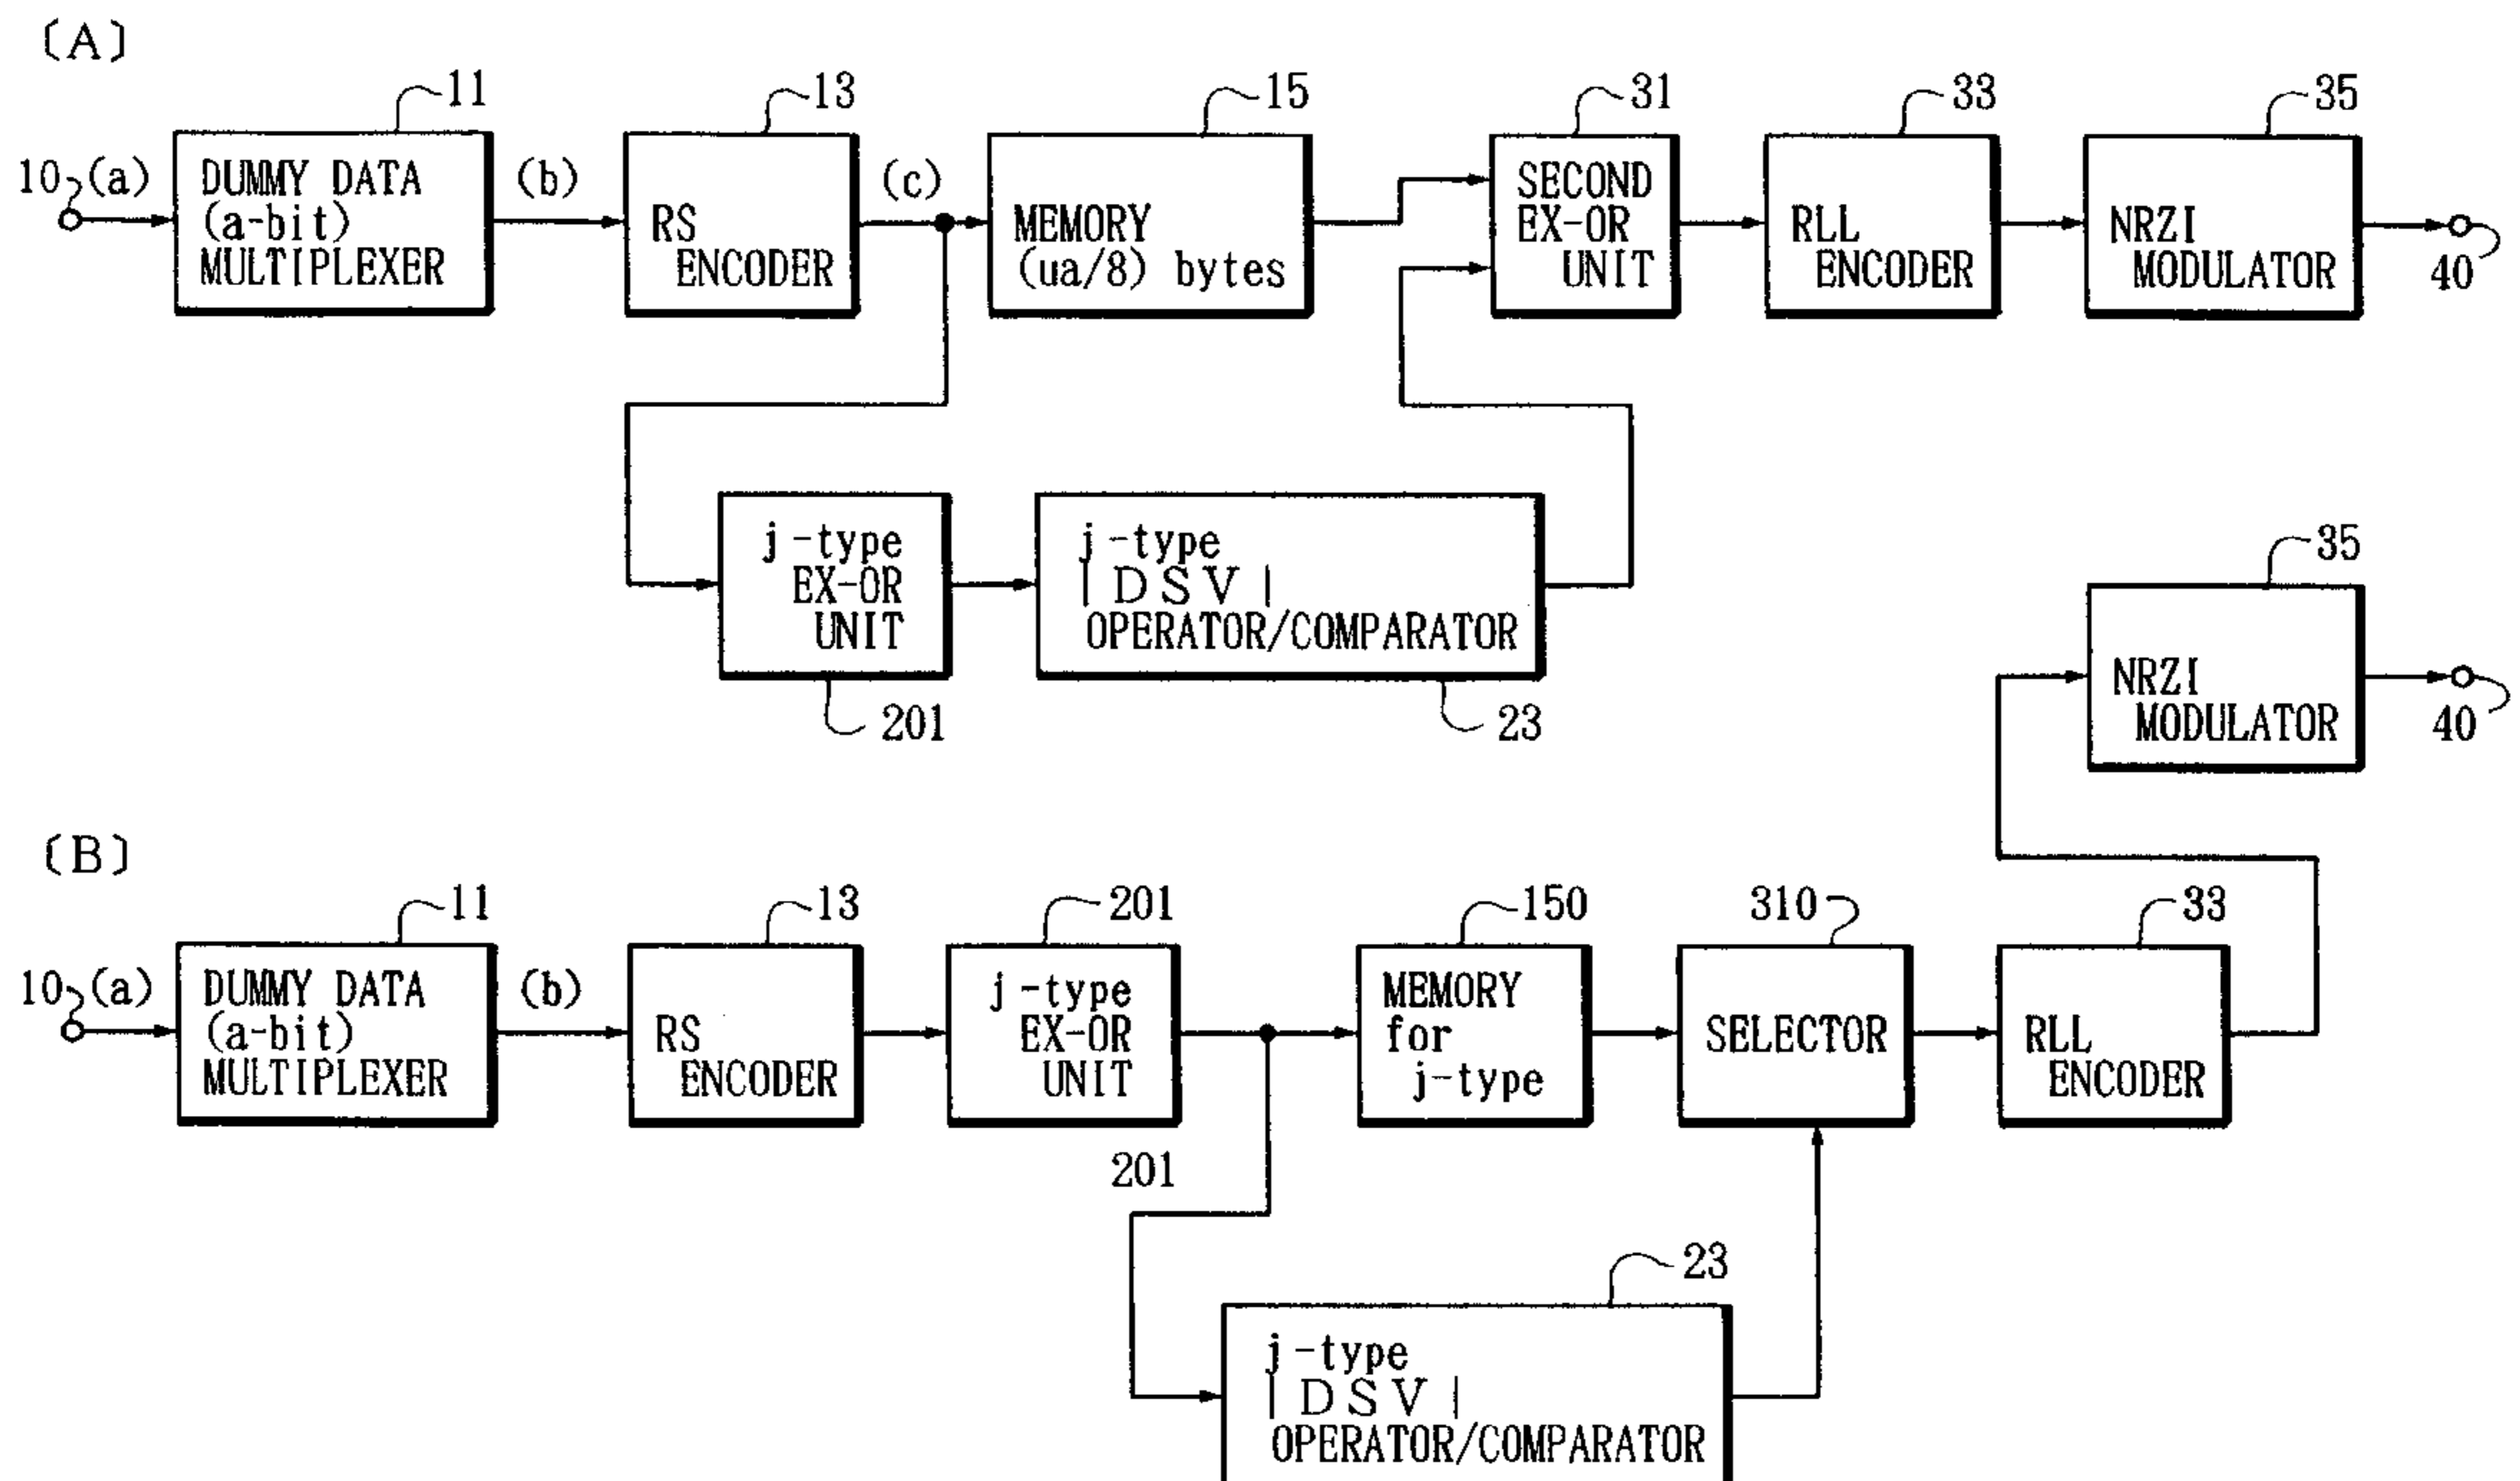 〔A〕
11
13
15
31
33
35
10 (a)
DUMMY DATA
(a-bit)
MULTIPLEXER
(b)
RS
ENCODER
(c)
MEMORY
(ua/8) bytes
SECOND
EX-OR
UNIT
RLL
ENCODER
NRZI
MODULATOR
40
j-type
EX-OR
UNIT
201
j-type
|DSV|
OPERATOR/COMPARATOR
23
35
NRZI
MODULATOR
40
〔B〕
11
13
201
150
310
33
10 (a)
DUMMY DATA
(a-bit)
MULTIPLEXER
(b)
RS
ENCODER
j-type
EX-OR
UNIT
MEMORY
for
j-type
SELECTOR
RLL
ENCODER
201
23
j-type
|DSV|
OPERATOR/COMPARATOR